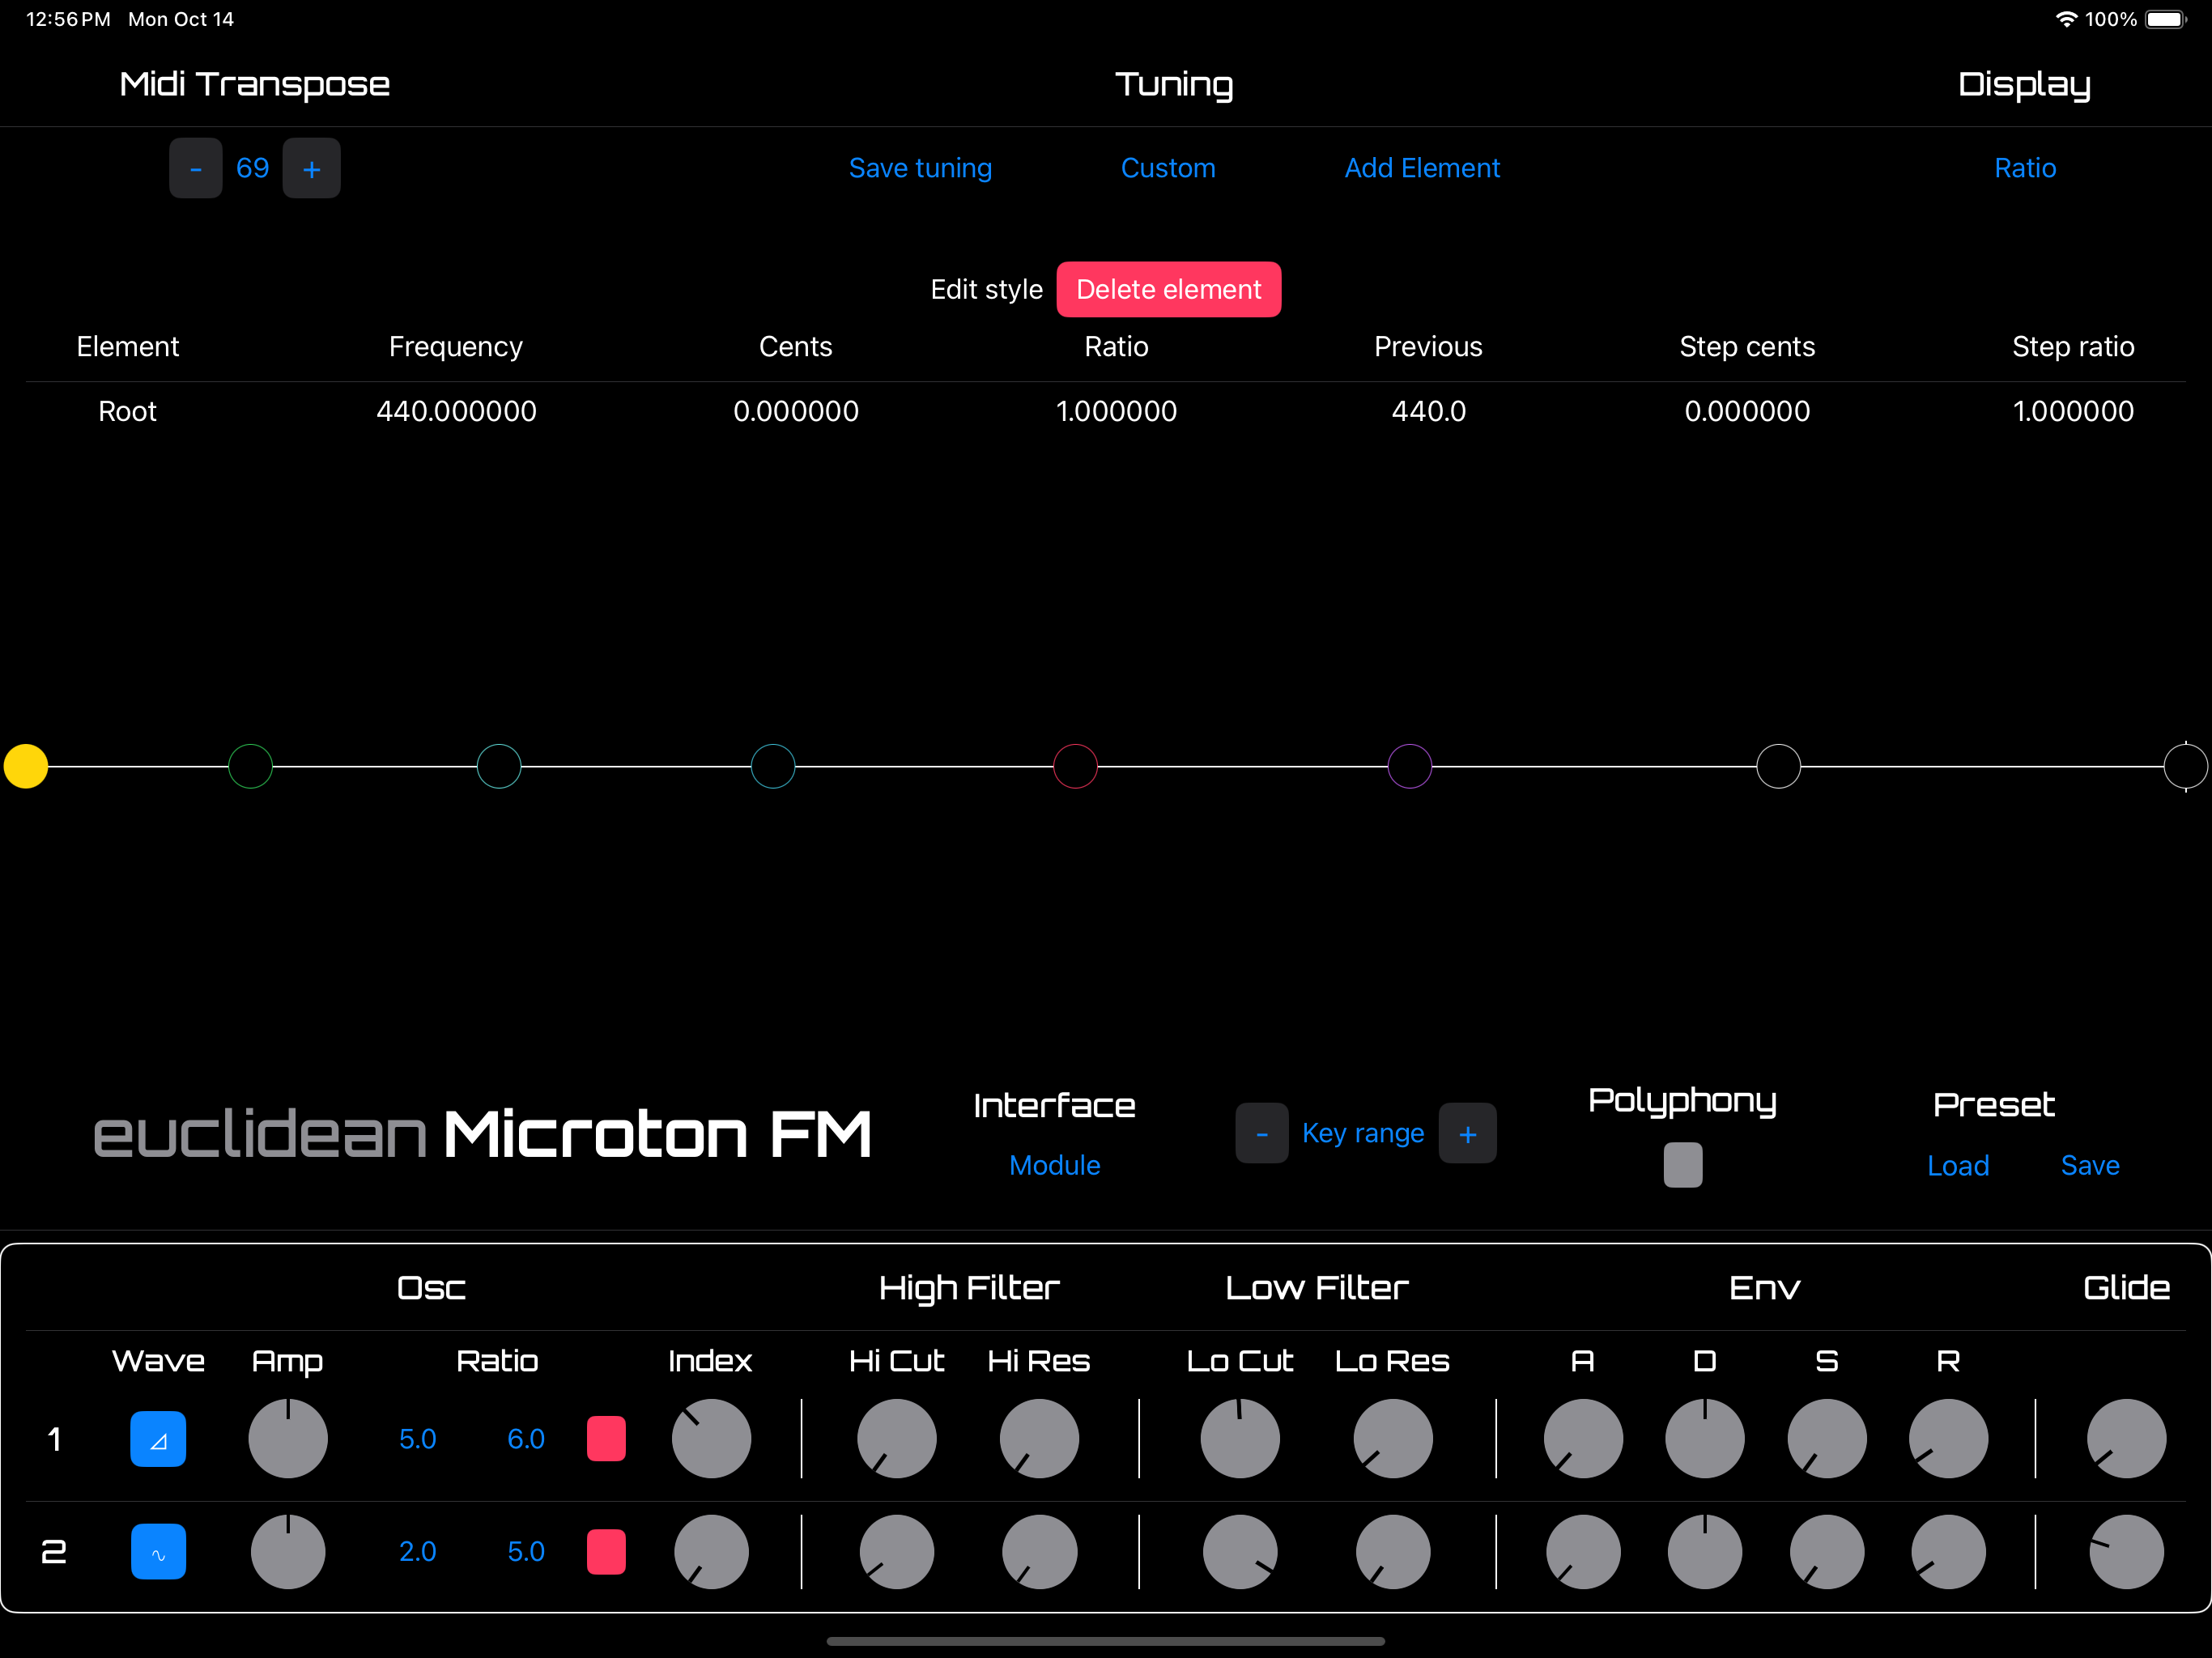 12:56 PM Mon Oct 14 100%
Midi Transpose Tuning Display
- 69 + Save tuning Custom Add Element Ratio
Edit style Delete element
Element Frequency Cents Ratio Previous Step cents Step ratio
Root 440.000000 0.000000 1.000000 440.0 0.000000 1.000000
euclidean Microton FM
Interface
Module
- Key range +
Polyphony
Preset
Load Save
Osc High Filter Low Filter Env Glide
Wave Amp Ratio Index Hi Cut Hi Res Lo Cut Lo Res A D S R
1 5.0 6.0
2 2.0 5.0